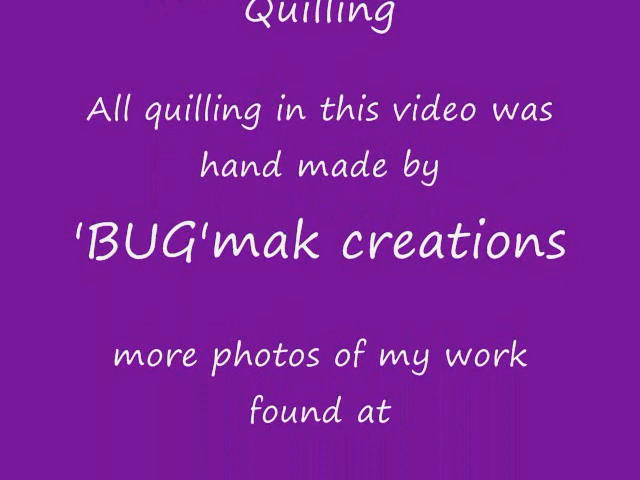 Quilling
All quilling in this video was
hand made by
'BUG'mak creations
more photos of my work
found at